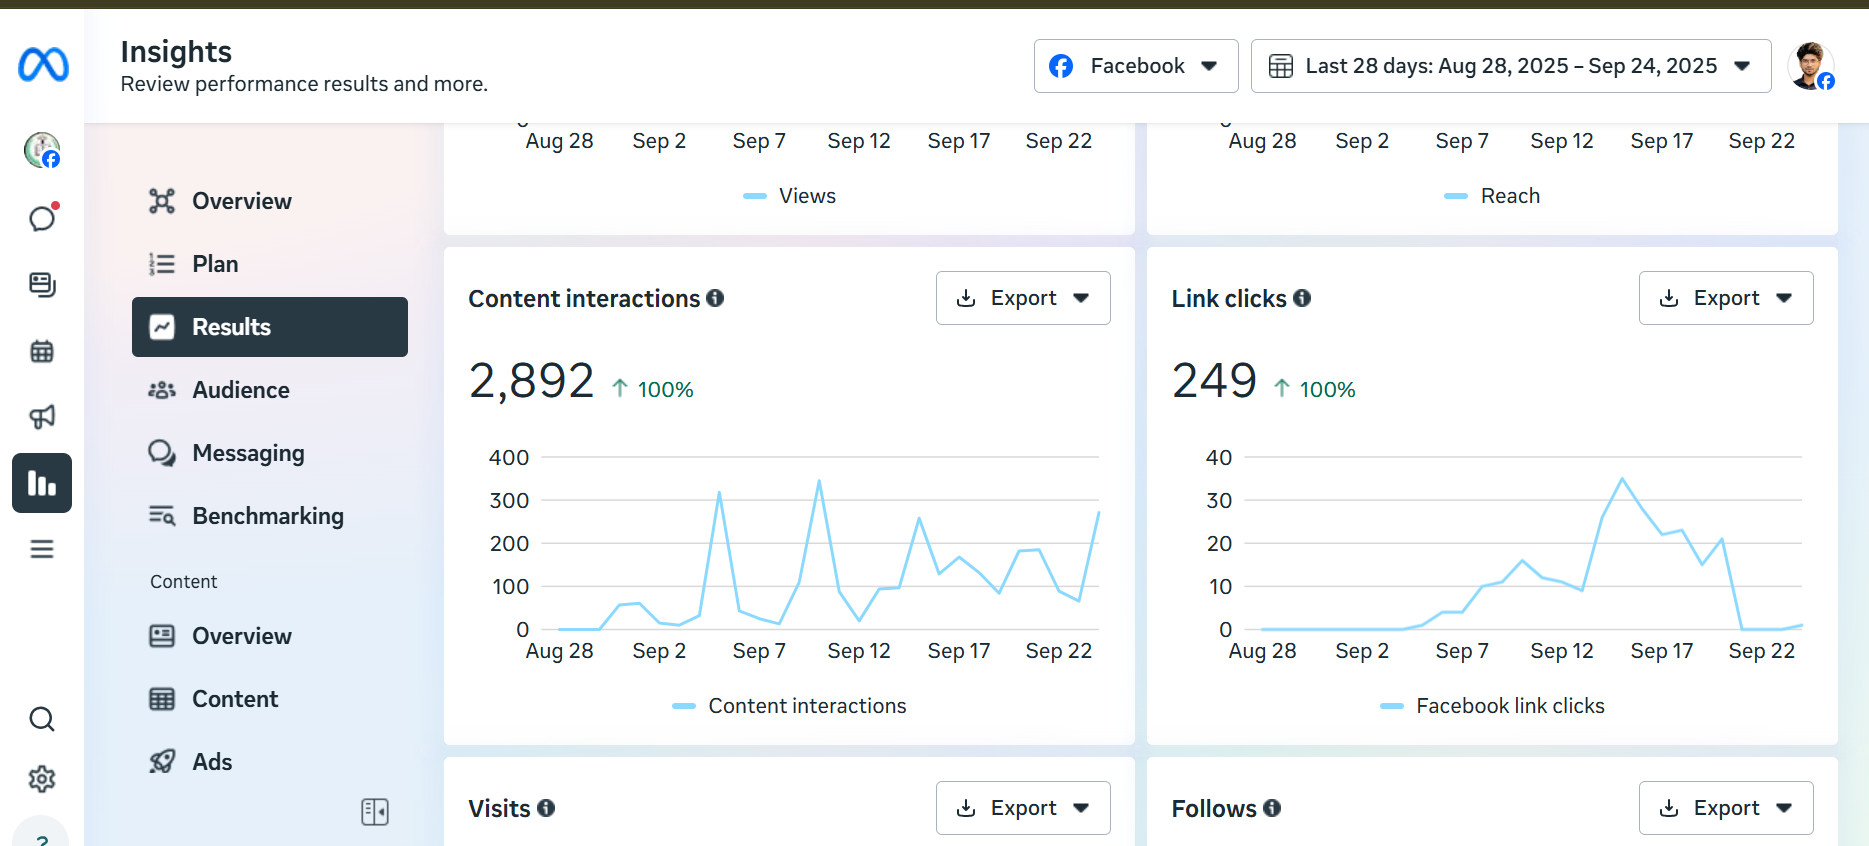 Insights
Review performance results and more.
Facebook
Last 28 days: Aug 28, 2025 – Sep 24, 2025
Overview
Plan
Results
Audience
Messaging
Benchmarking
Content
Overview
Content
Ads
Aug 28 Sep 2 Sep 7 Sep 12 Sep 17 Sep 22
Views
Aug 28 Sep 2 Sep 7 Sep 12 Sep 17 Sep 22
Reach
Content interactions
Export
2,892 ↑ 100%
400
300
200
100
0
Aug 28 Sep 2 Sep 7 Sep 12 Sep 17 Sep 22
Content interactions
Link clicks
Export
249 ↑ 100%
40
30
20
10
0
Aug 28 Sep 2 Sep 7 Sep 12 Sep 17 Sep 22
Facebook link clicks
Visits
Export
Follows
Export